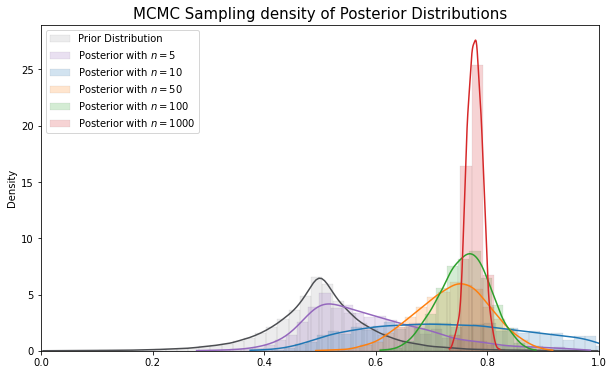 MCMC Sampling density of Posterior Distributions
Prior Distribution
Posterior with n = 5
Posterior with n = 10
Posterior with n = 50
Posterior with n = 100
Posterior with n = 1000
Density
25
20
15
10
5
0
0.0 0.2 0.4 0.6 0.8 1.0